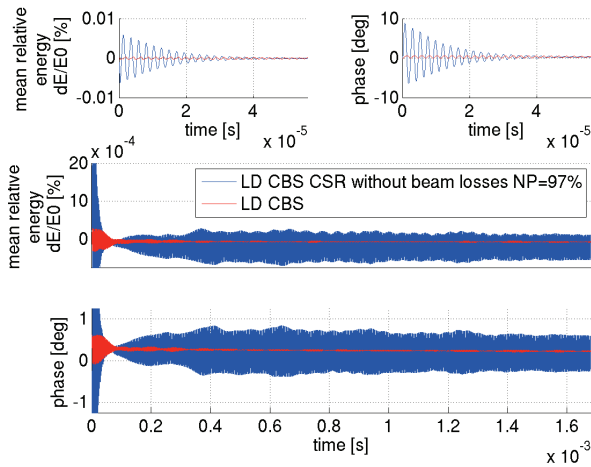 mean relative
energy
dE/E0 [%]
0.01
0
-0.01
0
2
4
time [s]
x 10-5
phase [deg]
10
0
-10
0
2
4
time [s]
x 10-5
x 10-4
mean relative
energy
dE/E0 [%]
20
10
0
LD CBS CSR without beam losses NP=97%
LD CBS
phase [deg]
1
0
-1
0
0.2
0.4
0.6
0.8
1
1.2
1.4
1.6
time [s]
x 10-3